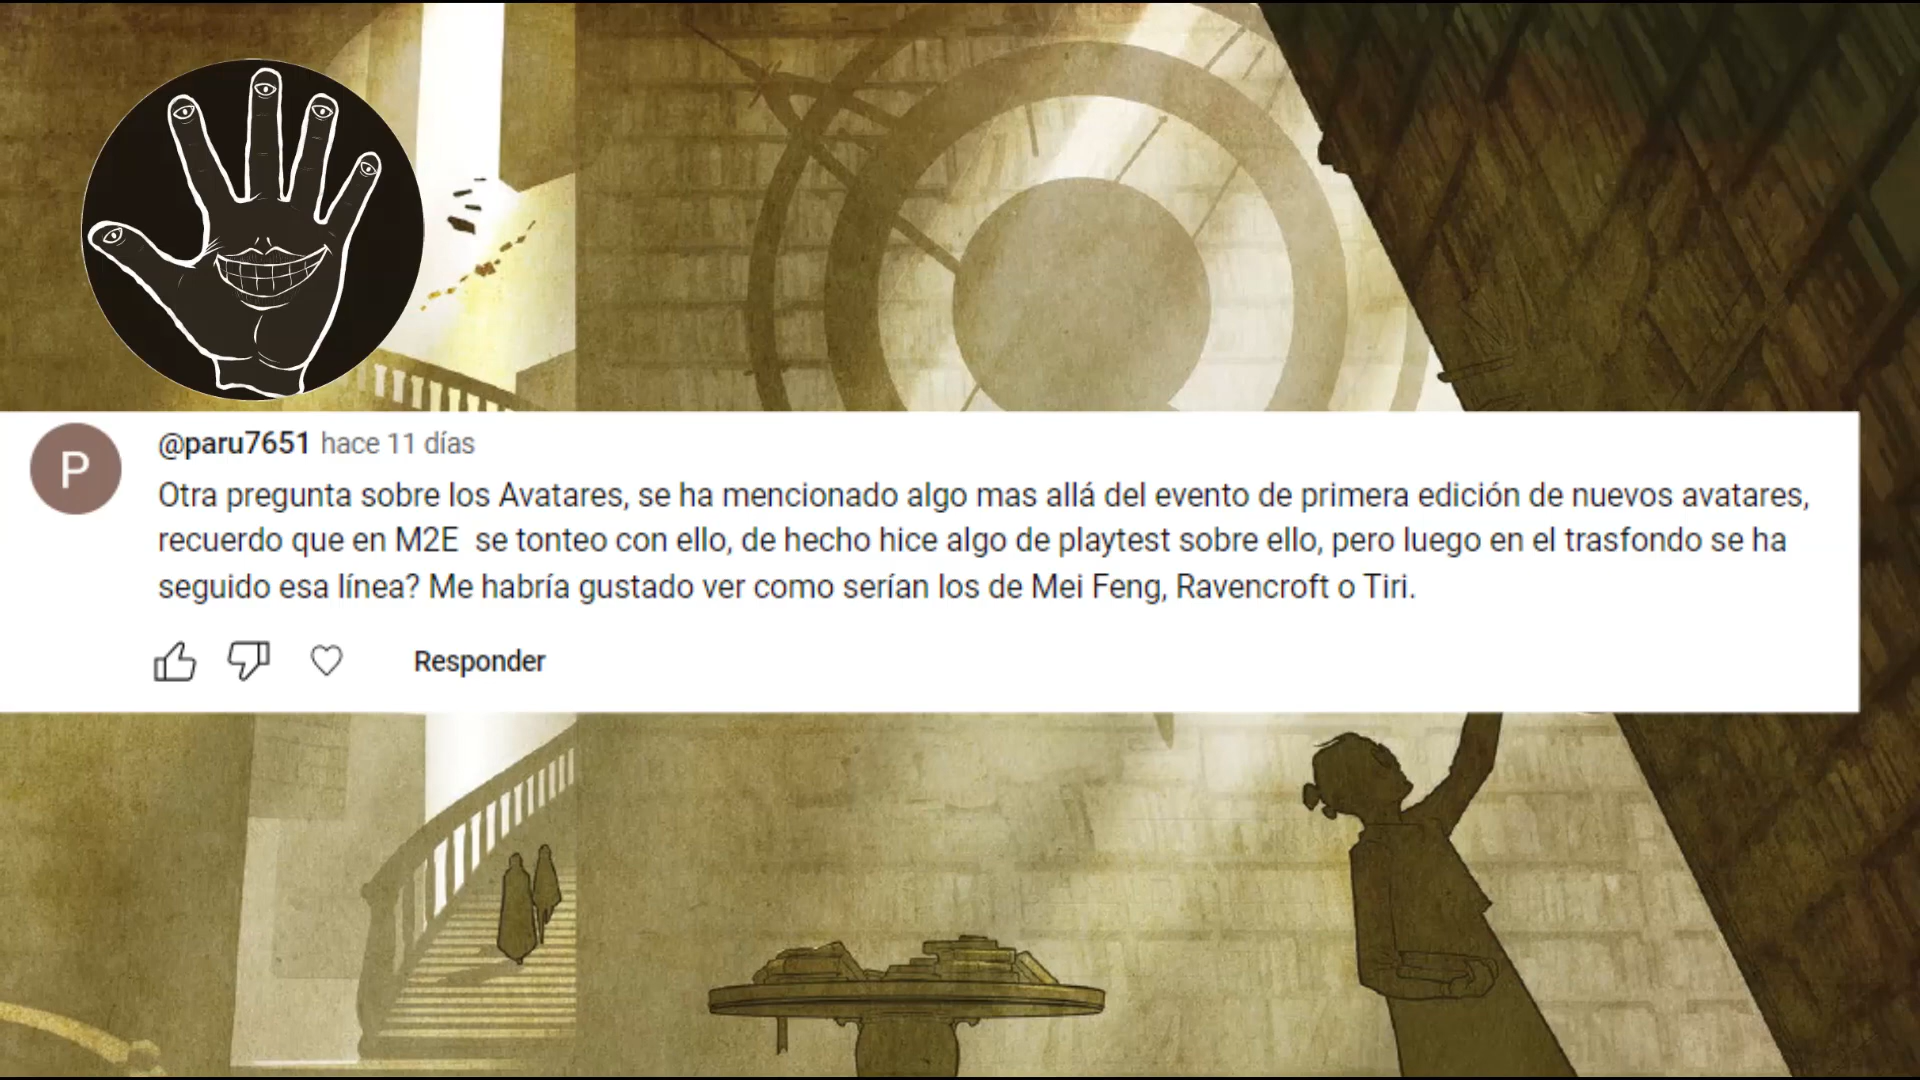 P
@paru7651 hace 11 días
Otra pregunta sobre los Avatares, se ha mencionado algo mas allá del evento de primera edición de nuevos avatares,
recuerdo que en M2E  se tonteo con ello, de hecho hice algo de playtest sobre ello, pero luego en el trasfondo se ha
seguido esa línea? Me habría gustado ver como serían los de Mei Feng, Ravencroft o Tiri.
Responder